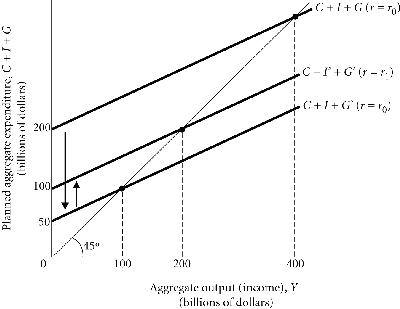 C + I + G (r = r₀)
Planned aggregate expenditure, C + I + G
(billions of dollars)
C – I' + G' (r = r₁)
C + I + G' (r = r₀)
200
100
50
45°
0
100
200
400
Aggregate output (income), Y
(billions of dollars)